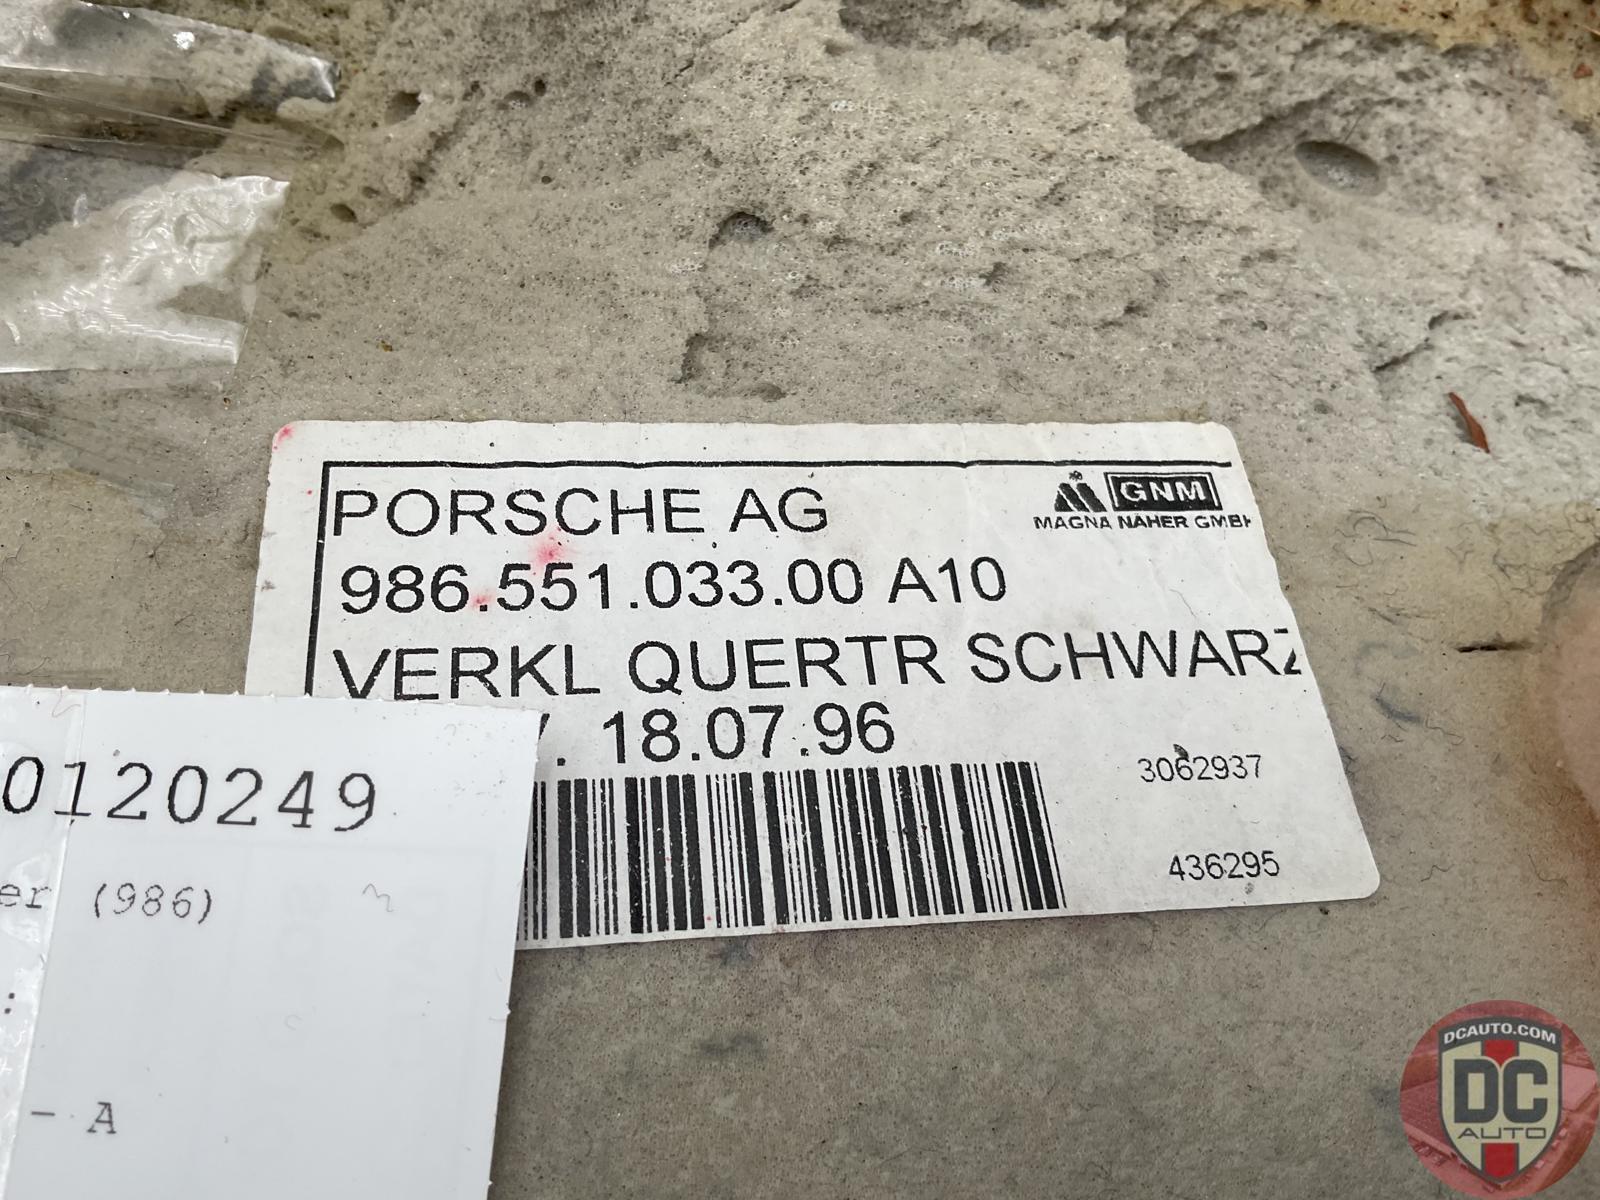 PORSCHE AG
GNM
MAGNA NAHER GMBH
986.551.033.00 A10
VERKL QUERTR SCHWARZ
. 18.07.96
3062937
436295
0120249
er (986)
:
- A
DCAUTO.COM
DC
AUTO